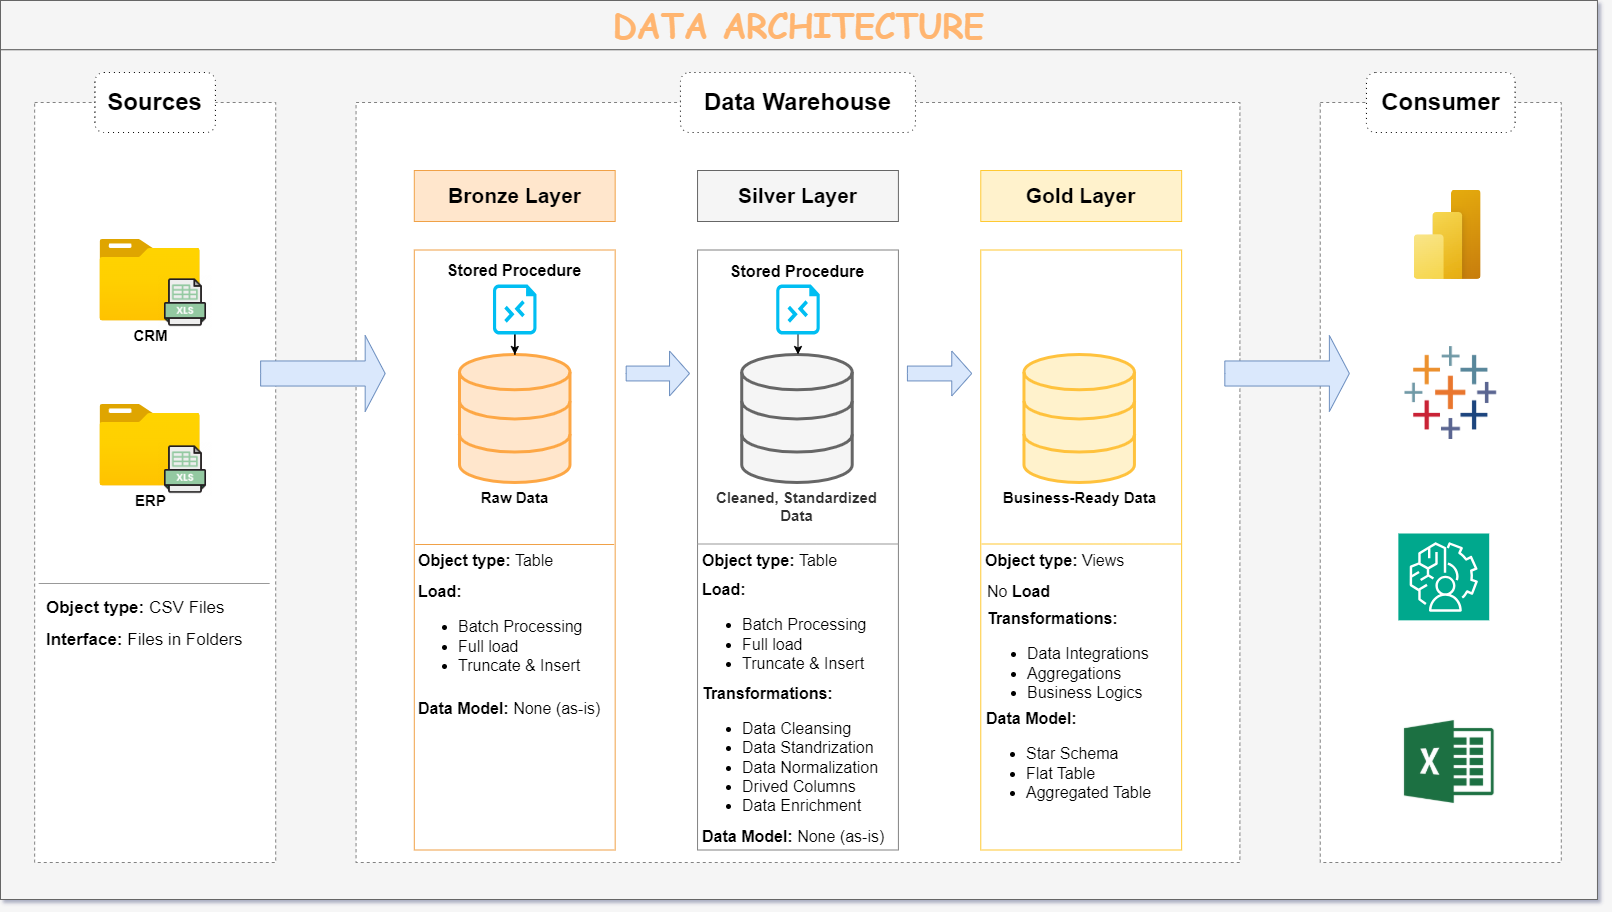 DATA ARCHITECTURE
Sources
XLS
CRM
XLS
ERP
Object type: CSV Files
Interface: Files in Folders
Data Warehouse
Bronze Layer
Stored Procedure
Raw Data
Object type: Table
Load:
Batch Processing
Full load
Truncate & Insert
Data Model: None (as-is)
Silver Layer
Stored Procedure
Cleaned, Standardized
Data
Object type: Table
Load:
Batch Processing
Full load
Truncate & Insert
Transformations:
Data Cleansing
Data Standrization
Data Normalization
Drived Columns
Data Enrichment
Data Model: None (as-is)
Gold Layer
Business-Ready Data
Object type: Views
No Load
Transformations:
Data Integrations
Aggregations
Business Logics
Data Model:
Star Schema
Flat Table
Aggregated Table
Consumer
X